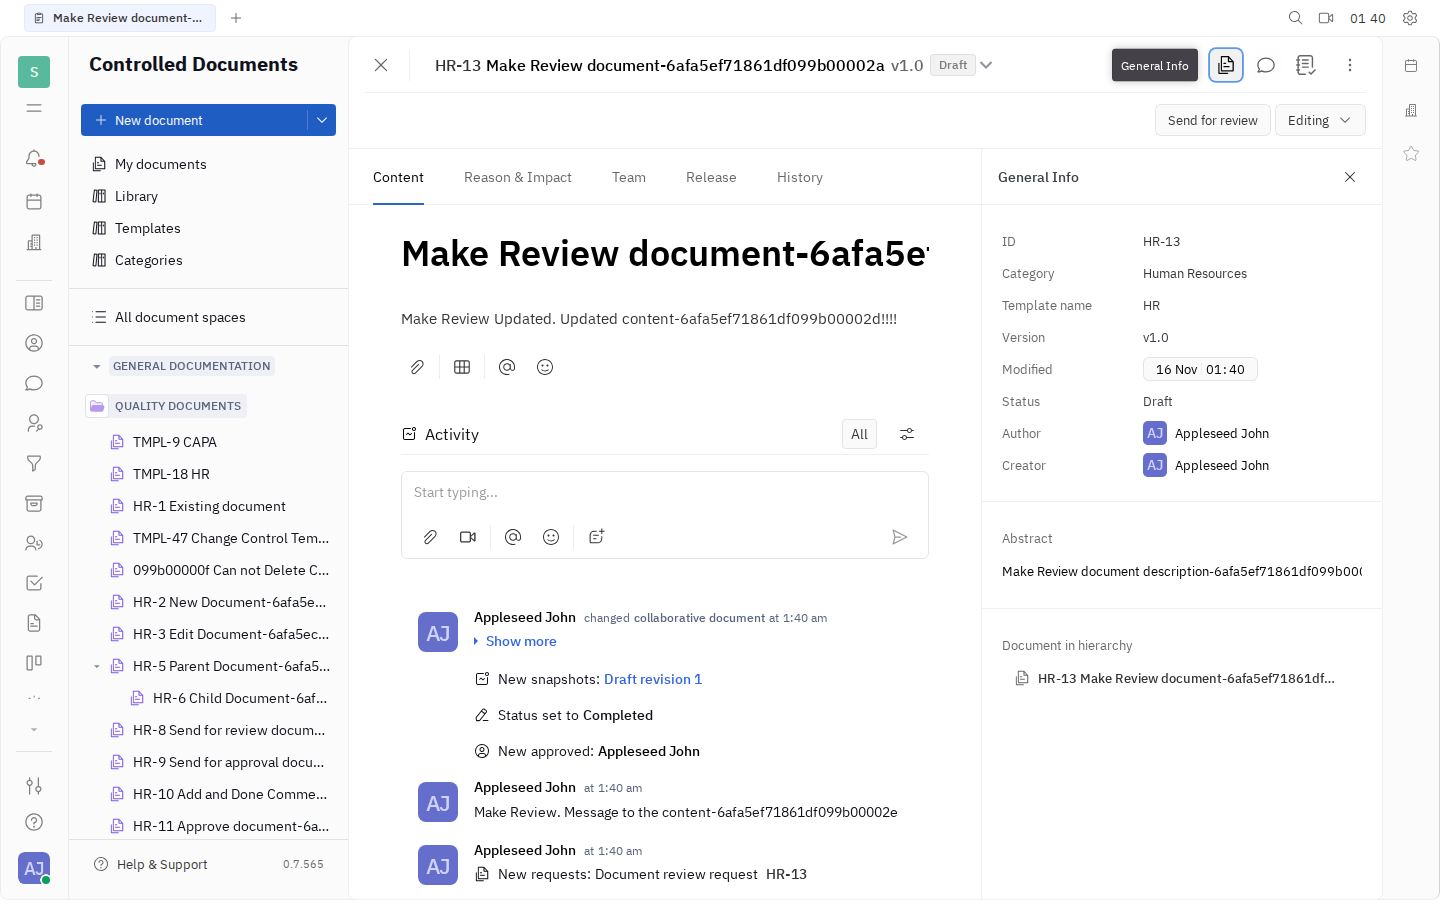 Make Review document-...
01 40
S
Controlled Documents
New document
My documents
Library
Templates
Categories
All document spaces
GENERAL DOCUMENTATION
QUALITY DOCUMENTS
TMPL-9 CAPA
TMPL-18 HR
HR-1 Existing document
TMPL-47 Change Control Tem...
099b00000f Can not Delete C...
HR-2 New Document-6afa5e...
HR-3 Edit Document-6afa5ec...
HR-5 Parent Document-6afa5...
HR-6 Child Document-6af...
HR-8 Send for review docum...
HR-9 Send for approval docu...
HR-10 Add and Done Comme...
HR-11 Approve document-6a...
Help & Support 0.7.565
AJ
HR-13 Make Review document-6afa5ef71861df099b00002a v1.0 Draft
General Info
Send for review Editing
Content Reason & Impact Team Release History
Make Review document-6afa5ef
Make Review Updated. Updated content-6afa5ef71861df099b00002d!!!!
Activity All
Start typing...
AJ Appleseed John changed collaborative document at 1:40 am
Show more
New snapshots: Draft revision 1
Status set to Completed
New approved: Appleseed John
AJ Appleseed John at 1:40 am
Make Review. Message to the content-6afa5ef71861df099b00002e
AJ Appleseed John at 1:40 am
New requests: Document review request HR-13
General Info
ID HR-13
Category Human Resources
Template name HR
Version v1.0
Modified 16 Nov 01:40
Status Draft
Author AJ Appleseed John
Creator AJ Appleseed John
Abstract
Make Review document description-6afa5ef71861df099b000
Document in hierarchy
HR-13 Make Review document-6afa5ef71861df...